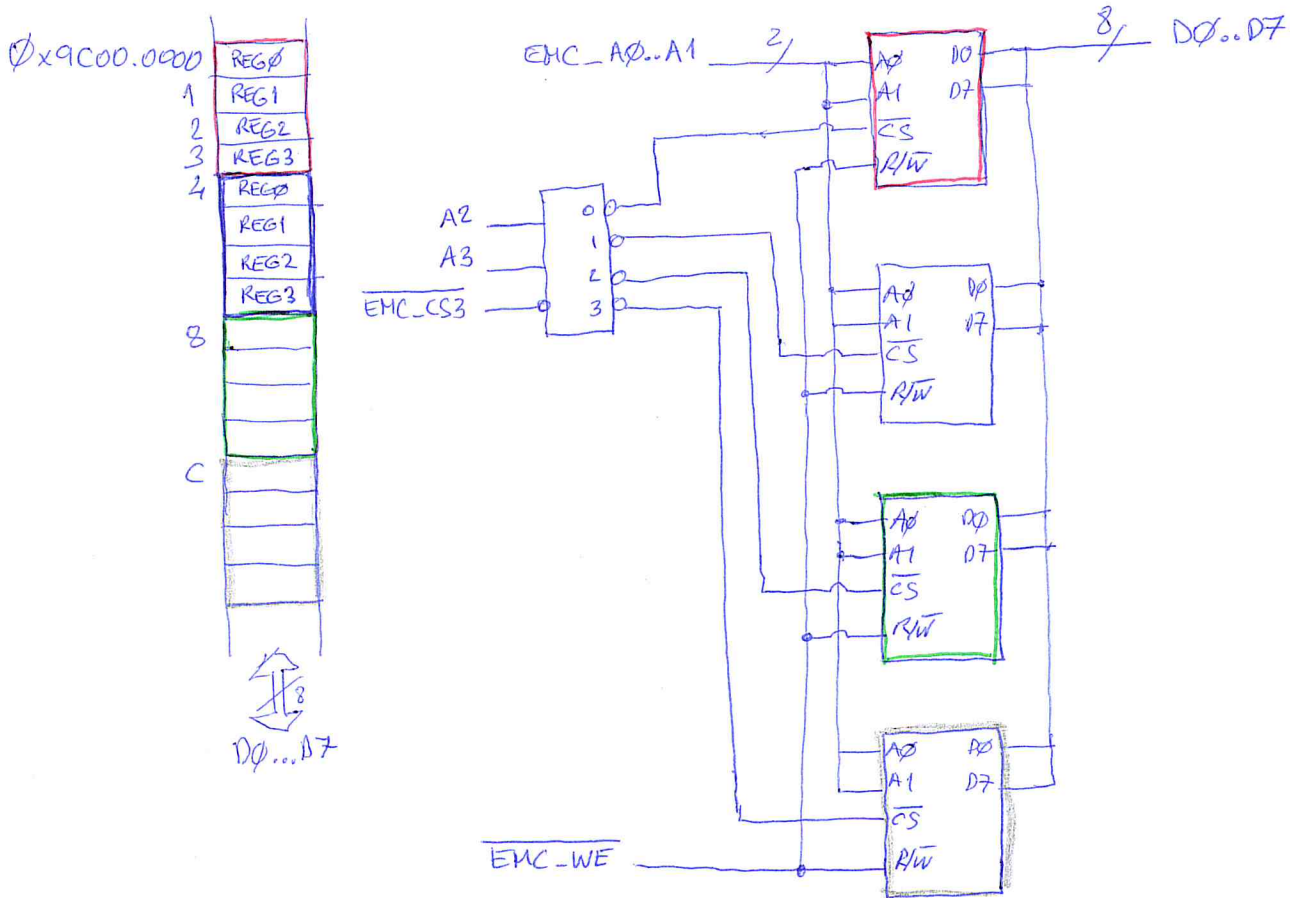 0x9C00.0000
REG0
1
REG1
2
REG2
3
REG3
4
REG0
REG1
REG2
REG3
8
C
8
D0...D7
EMC_A0..A1
2
8
D0..D7
A0 D0
A1 D7
CS
R/W
A2
A3
EMC_CS3
0
1
2
3
A0 D0
A1 D7
CS
R/W
A0 D0
A1 D7
CS
R/W
A0 D0
A1 D7
CS
R/W
EMC_WE